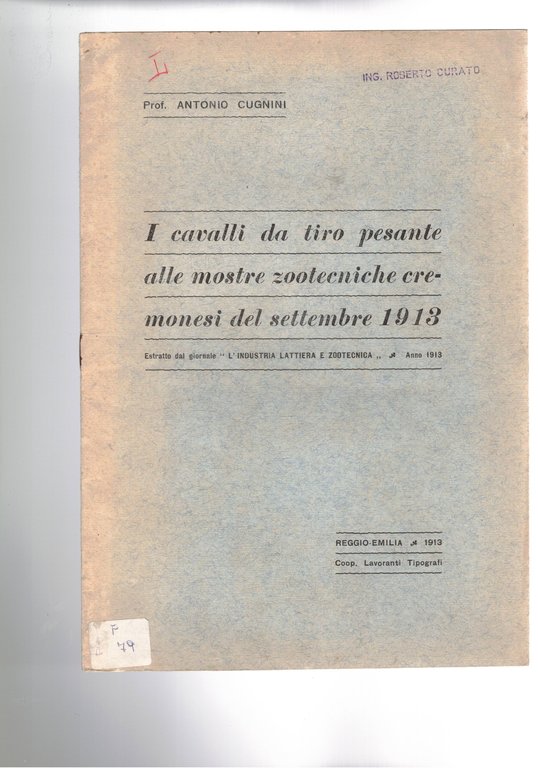 L
ING. ROBERTO CURATO
Prof. ANTONIO CUGNINI
I cavalli da tiro pesante
alle mostre zootecniche cre-
monesi del settembre 1913
Estratto dal giornale " L'INDUSTRIA LATTIERA E ZOOTECNICA „ Anno 1913
REGGIO-EMILIA 1913
Coop. Lavoranti Tipografi
F
79